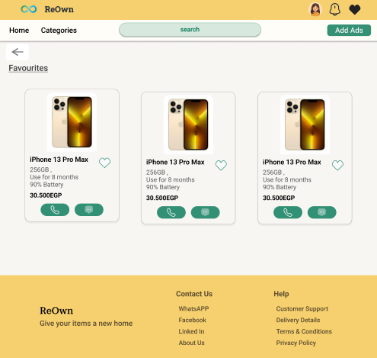 ReOwn
Home
Categories
search
Add Ads
Favourites
iPhone 13 Pro Max
256GB ,
Use for 8 months
90% Battery
30.500EGP
iPhone 13 Pro Max
256GB ,
Use for 8 months
90% Battery
30.500EGP
iPhone 13 Pro Max
256GB ,
Use for 8 months
90% Battery
30.500EGP
ReOwn
Give your items a new home
Contact Us
WhatsAPP
Facebook
Linked In
About Us
Help
Customer Support
Delivery Details
Terms & Conditions
Privacy Policy